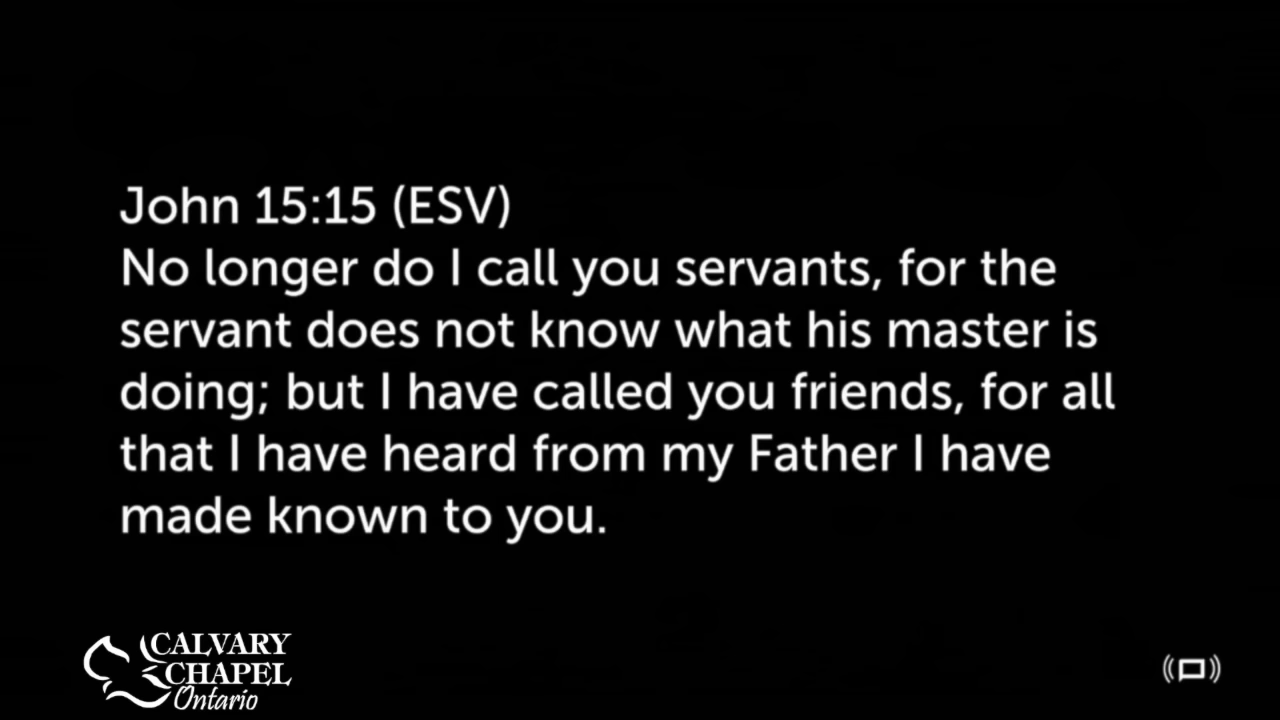 John 15:15 (ESV)
No longer do I call you servants, for the
servant does not know what his master is
doing; but I have called you friends, for all
that I have heard from my Father I have
made known to you.
CALVARY
CHAPEL
Ontario